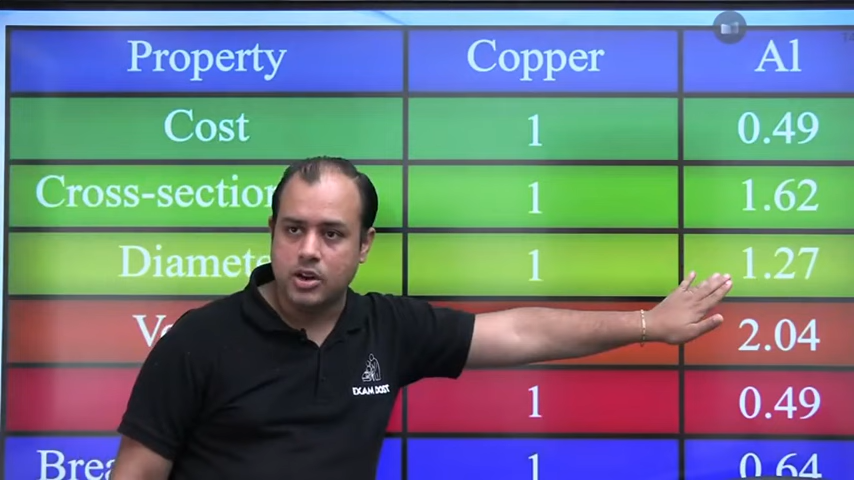 Property Copper Al
Cost 1 0.49
Cross-section 1 1.62
Diameter 1 1.27
2.04
1 0.49
1 0.64
EXAM DOST